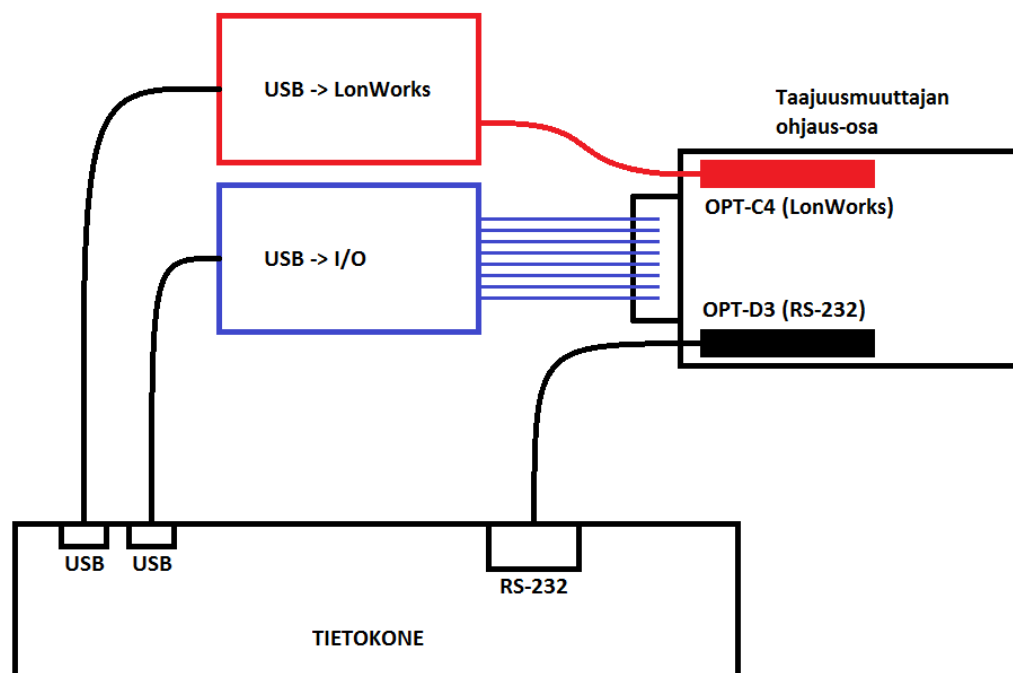 USB -> LonWorks
Taajuusmuuttajan
ohjaus-osa
OPT-C4 (LonWorks)
USB -> I/O
OPT-D3 (RS-232)
USB
USB
RS-232
TIETOKONE